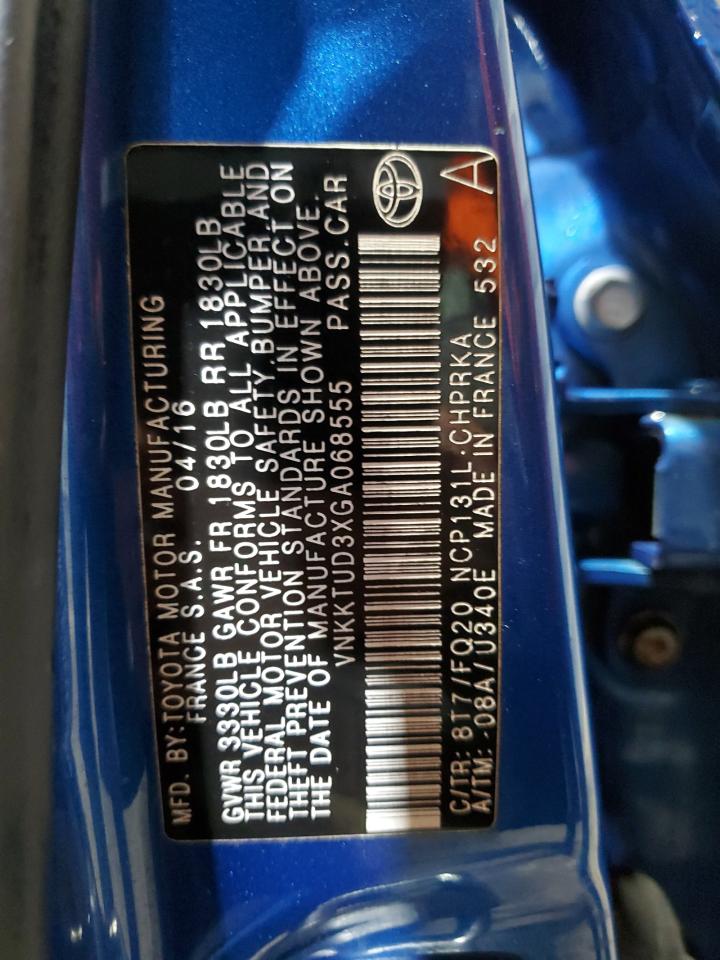 MFD. BY: TOYOTA MOTOR MANUFACTURING
FRANCE S.A.S. 04/16
GVWR 3330LB GAWR FR 1830LB RR 1830LB
THIS VEHICLE CONFORMS TO ALL APPLICABLE
FEDERAL MOTOR VEHICLE SAFETY, BUMPER, AND
THEFT PREVENTION STANDARDS IN EFFECT ON
THE DATE OF MANUFACTURE SHOWN ABOVE.
VNKKTUD3XGA068555 PASS.CAR
C/TR: 8T7/FQ20 NCP131L-CHPRKA
A/TM: -08A/U340E MADE IN FRANCE 532
A